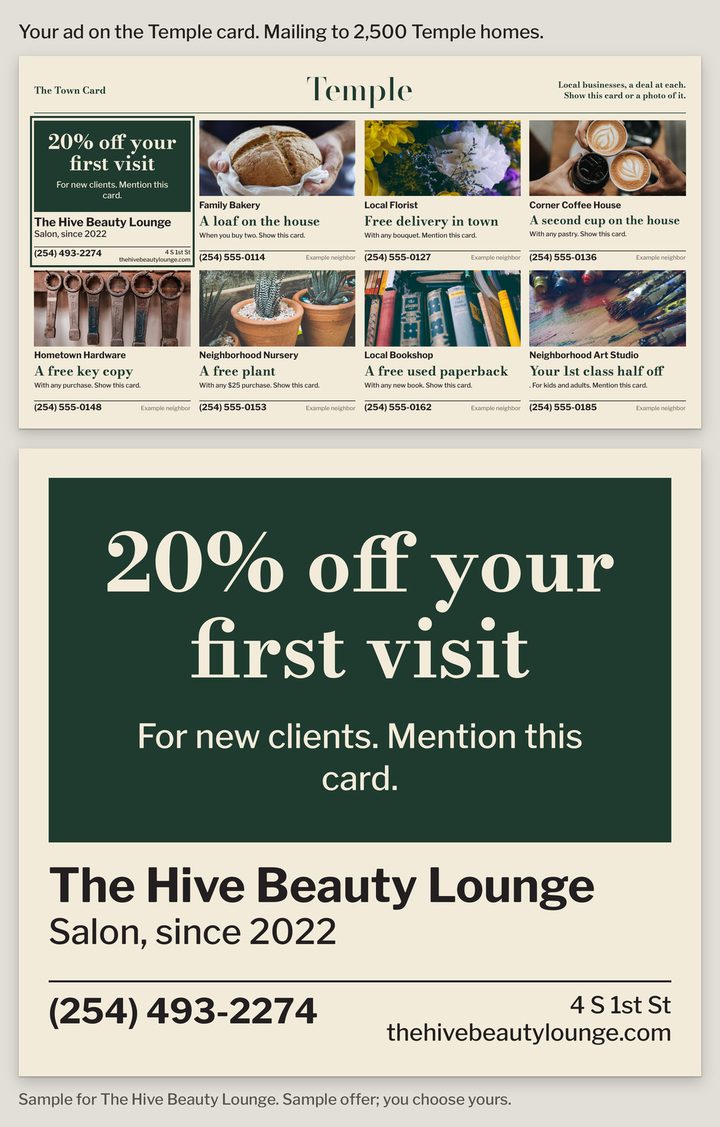 Your ad on the Temple card. Mailing to 2,500 Temple homes.
The Town Card
Temple
Local businesses, a deal at each.
Show this card or a photo of it.
20% off your
first visit
For new clients. Mention this
card.
The Hive Beauty Lounge
Salon, since 2022
(254) 493-2274
4 S 1st St
thehivebeautylounge.com
Family Bakery
A loaf on the house
When you buy two. Show this card.
(254) 555-0114
Example neighbor
Local Florist
Free delivery in town
With any bouquet. Mention this card.
(254) 555-0127
Example neighbor
Corner Coffee House
A second cup on the house
With any pastry. Show this card.
(254) 555-0136
Example neighbor
Hometown Hardware
A free key copy
With any purchase. Show this card.
(254) 555-0148
Example neighbor
Neighborhood Nursery
A free plant
With any $25 purchase. Show this card.
(254) 555-0153
Example neighbor
Local Bookshop
A free used paperback
With any new book. Show this card.
(254) 555-0162
Example neighbor
Neighborhood Art Studio
Your 1st class half off
. For kids and adults. Mention this card.
(254) 555-0185
Example neighbor
20% off your
first visit
For new clients. Mention this
card.
The Hive Beauty Lounge
Salon, since 2022
(254) 493-2274
4 S 1st St
thehivebeautylounge.com
Sample for The Hive Beauty Lounge. Sample offer; you choose yours.